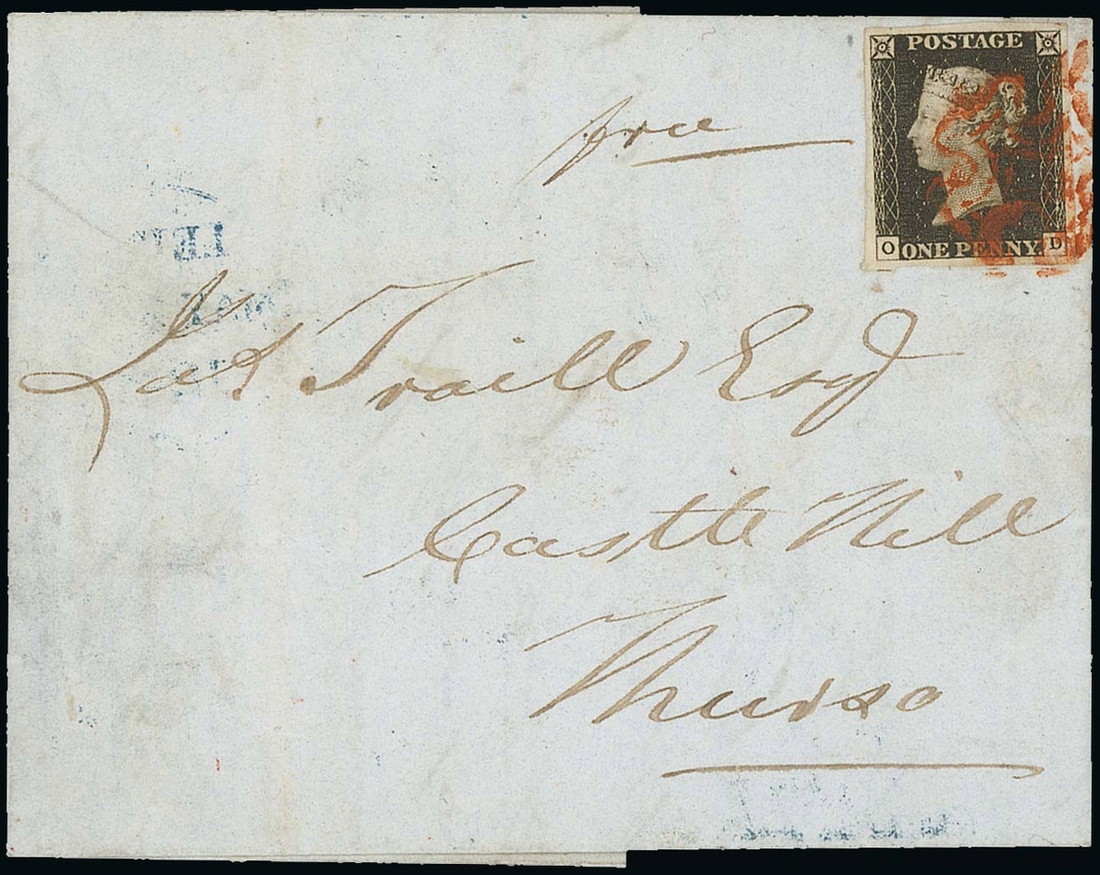 POSTAGE
free
O ONE PENNY. D
Jas Traill Esq
Castle Hill
Thurso